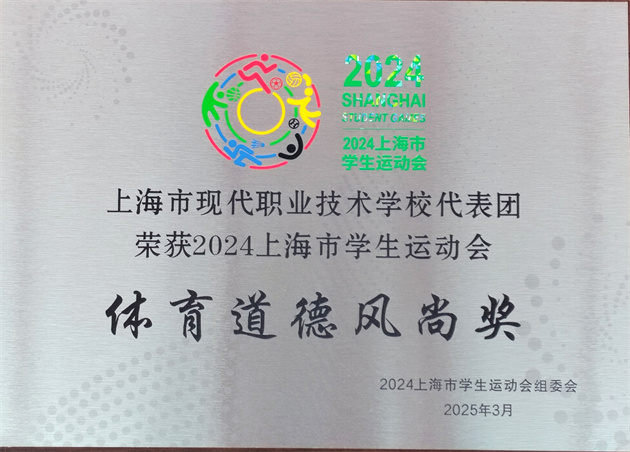 2024
SHANGHAI
STUDENT GAMES
2024上海市
学生运动会
上海市现代职业技术学校代表团
荣获2024上海市学生运动会
体育道德风尚奖
2024上海市学生运动会组委会
2025年3月